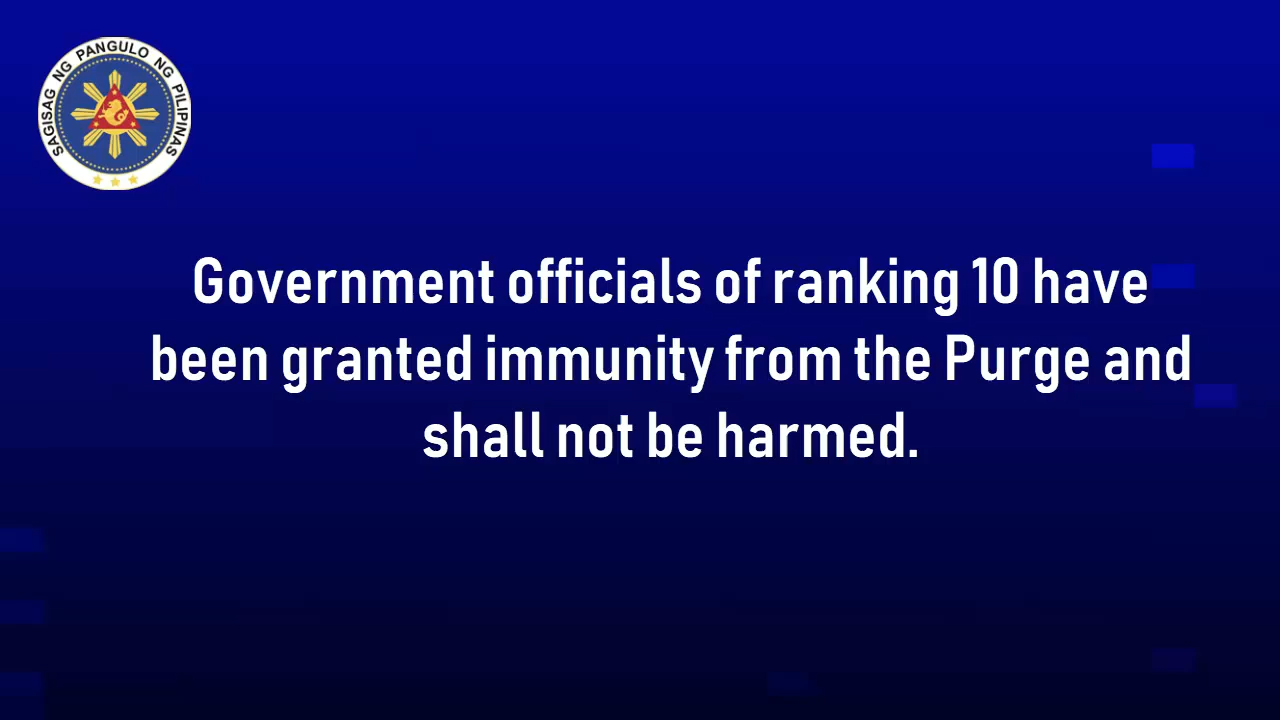 SAGISAG NG PANGULO NG PILIPINAS
Government officials of ranking 10 have
been granted immunity from the Purge and
shall not be harmed.